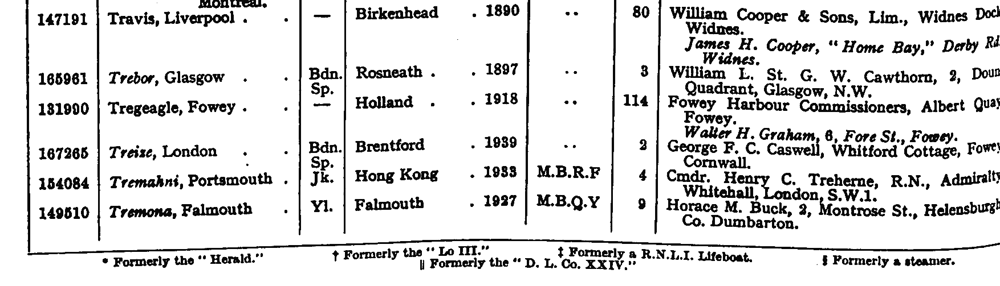 Montreal.
147191 Travis, Liverpool . . — Birkenhead . 1890 .. 80 William Cooper & Sons, Lim., Widnes Dock
Widnes.
James H. Cooper, "Home Bay," Derby Rd.
Widnes.
165961 Trebor, Glasgow . . Bdn. Rosneath . . 1897 .. 3 William L. St. G. W. Cawthorn, 2, Doun
Sp. Quadrant, Glasgow, N.W.
131990 Tregeagle, Fowey . . — Holland . . 1918 .. 114 Fowey Harbour Commissioners, Albert Quay
Fowey.
Walter H. Graham, 6, Fore St., Fowey.
167265 Treize, London . . Bdn. Brentford 1939 .. 2 George F. C. Caswell, Whitford Cottage, Fowey
Sp. Cornwall.
154084 Tremahni, Portsmouth . Jk. Hong Kong . 1933 M.B.R.F 4 Cmdr. Henry C. Treherne, R.N., Admiralty
Whitehall, London, S.W.1.
149510 Tremona, Falmouth . Yl. Falmouth . 1927 M.B.Q.Y 9 Horace M. Buck, 2, Montrose St., Helensburgh
Co. Dumbarton.
* Formerly the "Herald." † Formerly the "Lo III." ‡ Formerly a R.N.L.I. Lifeboat. § Formerly a steamer.
|| Formerly the "D. L. Co. XXIV."